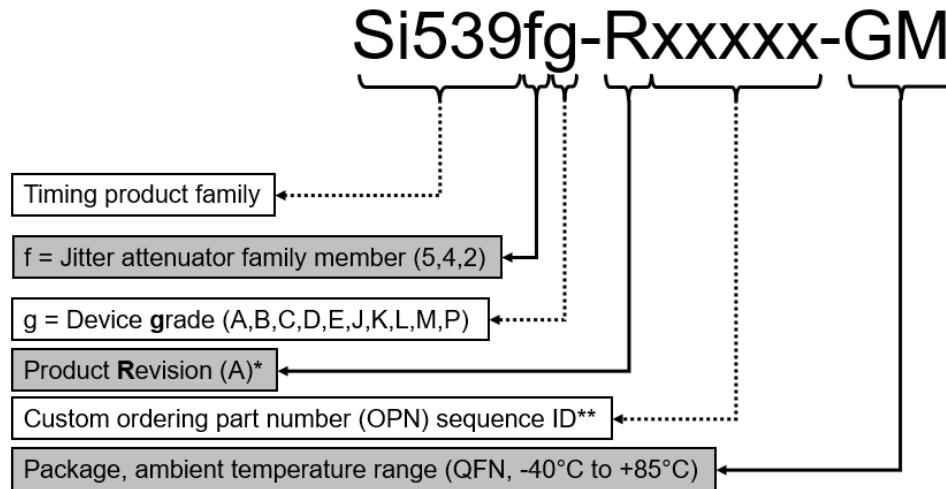 Si539fg-Rxxxxx-GM
Timing product family
f = Jitter attenuator family member (5,4,2)
g = Device grade (A,B,C,D,E,J,K,L,M,P)
Product Revision (A)*
Custom ordering part number (OPN) sequence ID**
Package, ambient temperature range (QFN, -40°C to +85°C)